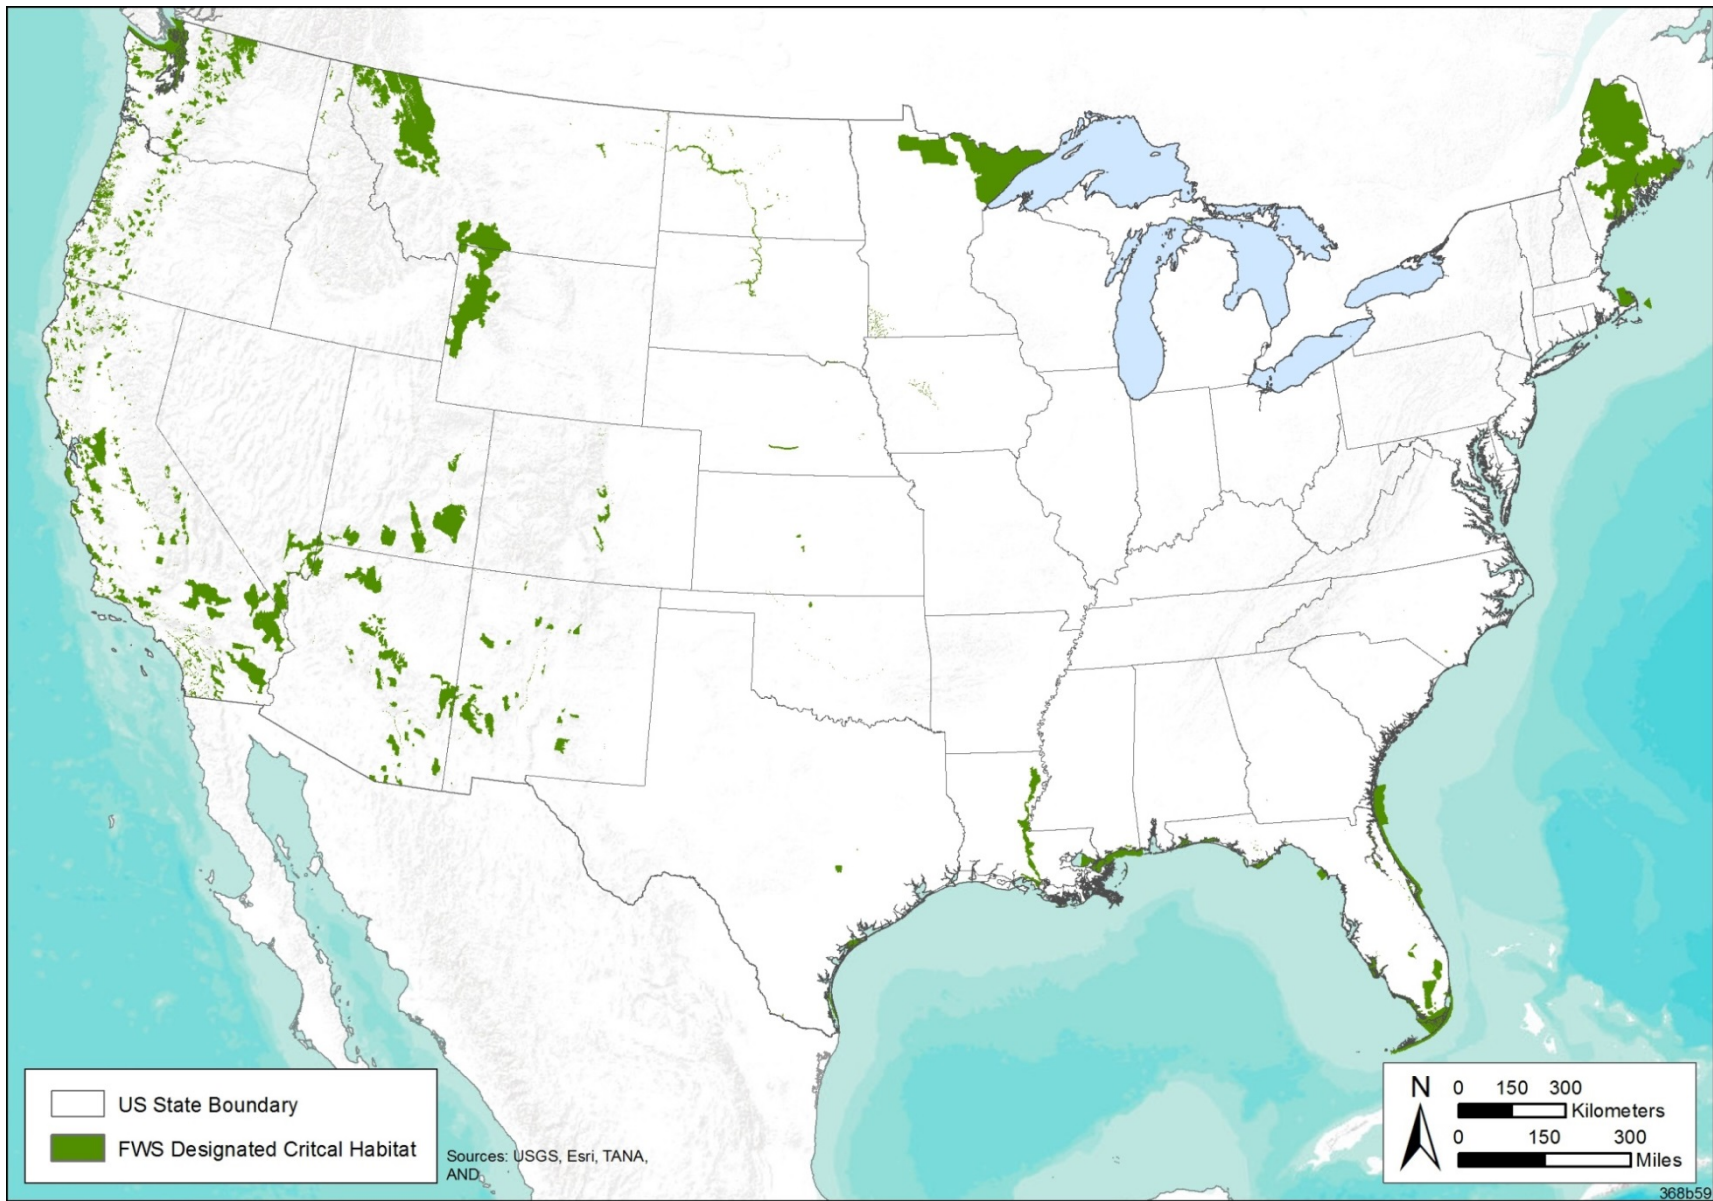 US State Boundary
FWS Designated Critcal Habitat
Sources: USGS, Esri, TANA,
AND
N
0 150 300
Kilometers
0 150 300
Miles
368b59